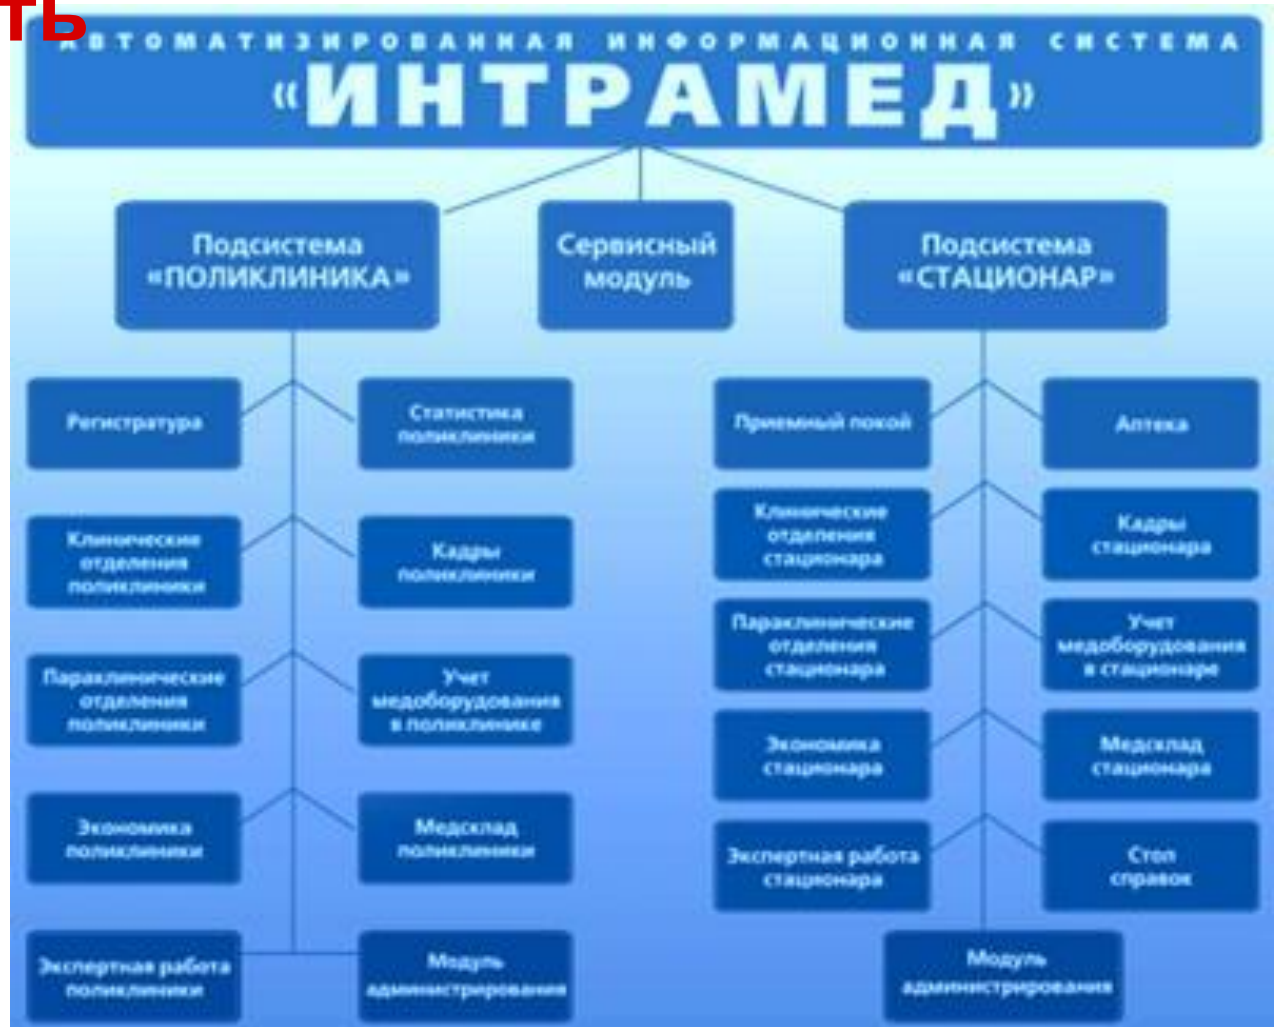 ть
АВТОМАТИЗИРОВАННАЯ ИНФОРМАЦИОННАЯ СИСТЕМА
«ИНТРАМЕД»
Подсистема
«ПОЛИКЛИНИКА»
Сервисный
модуль
Подсистема
«СТАЦИОНАР»
Регистратура
Статистика
поликлиники
Клинические
отделения
поликлиники
Кадры
поликлиники
Параклинические
отделения
поликлиники
Учет
медоборудования
в поликлинике
Экономика
поликлиники
Медсклад
поликлиники
Экспертная работа
поликлиники
Модуль
администрирования
Приемный покой
Аптека
Клинические
отделения
стационара
Кадры
стационара
Параклинические
отделения
стационара
Учет
медоборудования
в стационаре
Экономика
стационара
Медсклад
стационара
Экспертная работа
стационара
Стол
справок
Модуль
администрирования